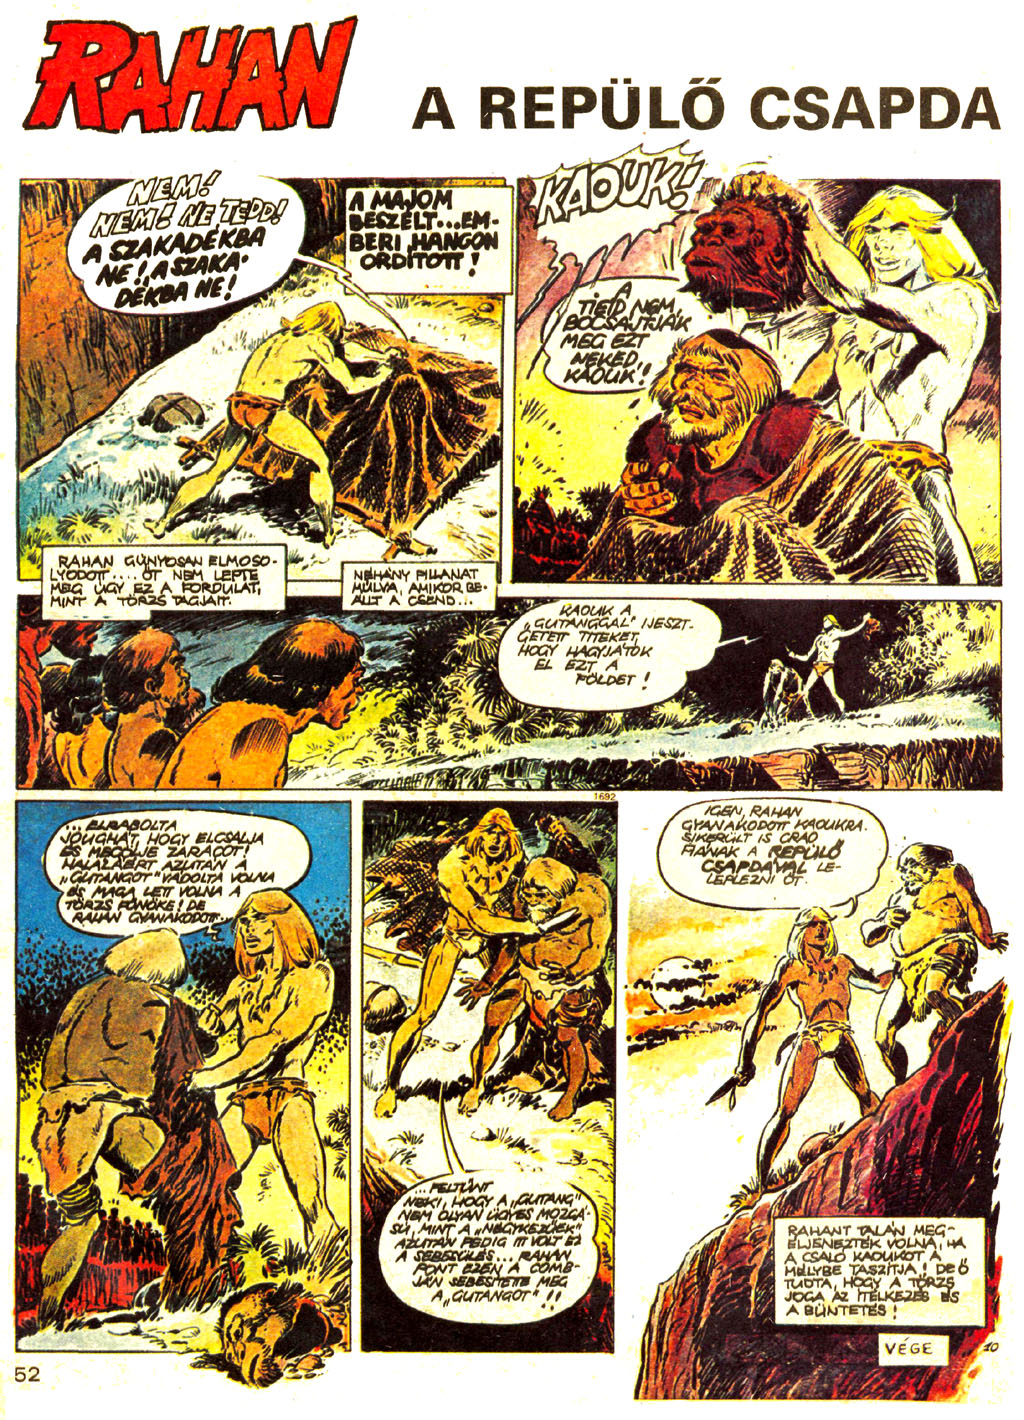 RAHAN
A REPÜLŐ CSAPDA
NEM!
NEM! NE TEDD!
A SZAKADÉKBA
NE! A SZAKA-
DÉKBA NE!
A MAJOM
BESZÉLT...EM-
BERI HANGON
ORDÍTOTT!
RAHAN GÚNYOSAN ELMOSO-
LYODOTT.... ŐT NEM LEPTE
MEG ÚGY EZ A FORDULAT,
MINT A TÖRZS TAGJAIT.
NÉHÁNY PILLANAT
MÚLVA, AMIKOR BE-
ÁLLT A CSEND...
KAOUK!
A
TIEID NEM
BOCSÁJTJÁK
MEG EZT
NEKED,
KAOUK!
KAOUK A
„GUTANGGAL" IJESZT-
GETETT TITEKET,
HOGY HAGYJÁTOK
EL EZT A
FÖLDET!
... ELRABOLTA
JOUGHÁT, HOGY ELCSALJA
ÉS MEGÖLJE ZAROKOT!
HALÁLÁÉRT AZUTÁN A
„GUTANGOT" VÁDOLTA VOLNA
ÉS MAGA LETT VOLNA A
TÖRZS FŐNÖKE! DE
RAHAN GYANAKODOTT...
1692
...FELTŰNT
NEKI, HOGY A „GUTANG"
NEM OLYAN ÜGYES MOZGÁ-
SÚ, MINT A „NÉGYKEZŰEK"
AZUTÁN PEDIG ITT VOLT EZ
A SEBESÜLÉS... RAHAN
PONT EZEN A COMB-
JÁN SEBESÍTETTE MEG
A „GUTANGOT"!!
IGEN, RAHAN
GYANAKODOTT KAOUKRA.
SIKERÜLT IS CRAO
FIÁNAK A REPÜLŐ
CSAPDÁVAL LE-
LEPLEZNI ŐT.
RAHANT TALÁN MEG-
ÉLJENEZTÉK VOLNA, HA
A CSALÓ KAOUKOT A
MÉLYBE TASZÍTJA! DE Ő
TUDTA, HOGY A TÖRZS
JOGA AZ ÍTÉLKEZÉS ÉS
A BÜNTETÉS!
VÉGE
10
52